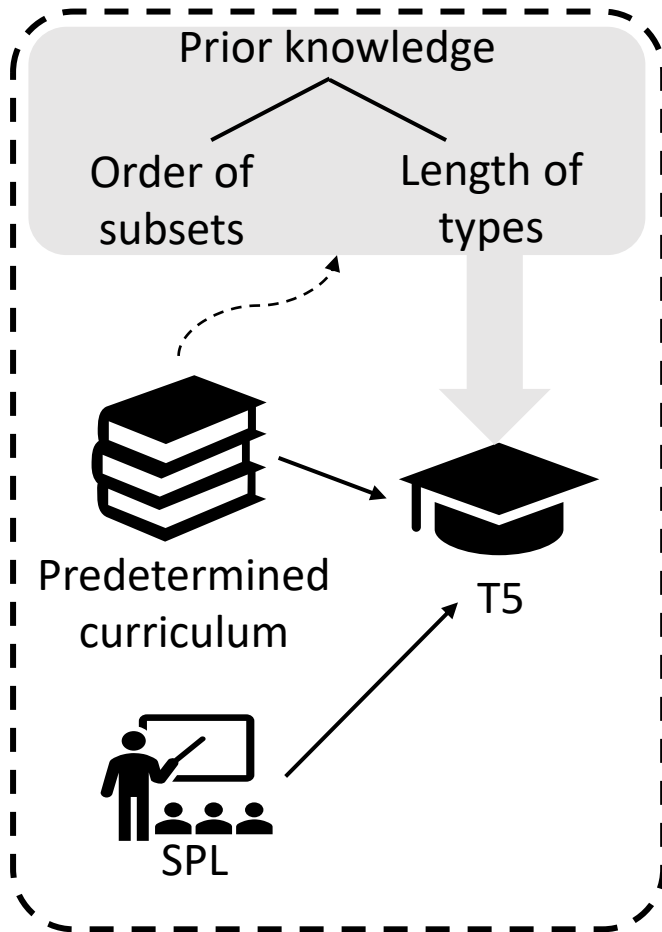 Prior knowledge
Order of
subsets
Length of
types
Predetermined
curriculum
T5
SPL